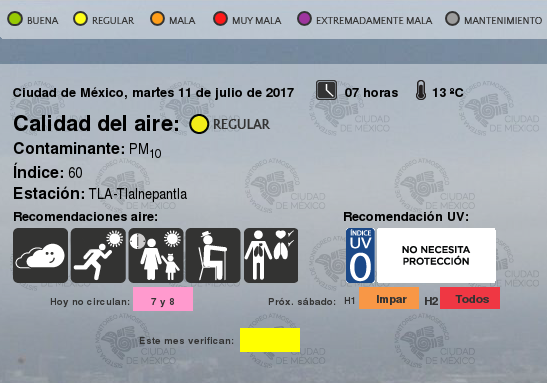 BUENA REGULAR MALA MUY MALA EXTREMADAMENTE MALA MANTENIMIENTO
Ciudad de México, martes 11 de julio de 2017 07 horas 13 ºC
Calidad del aire: REGULAR
Contaminante: PM10
Índice: 60
Estación: TLA-Tlalnepantla
Recomendaciones aire: Recomendación UV:
ÍNDICE
UV
0
NO NECESITA
PROTECCIÓN
Hoy no circulan: 7 y 8 Próx. sábado: H1 Impar H2 Todos
Este mes verifican: